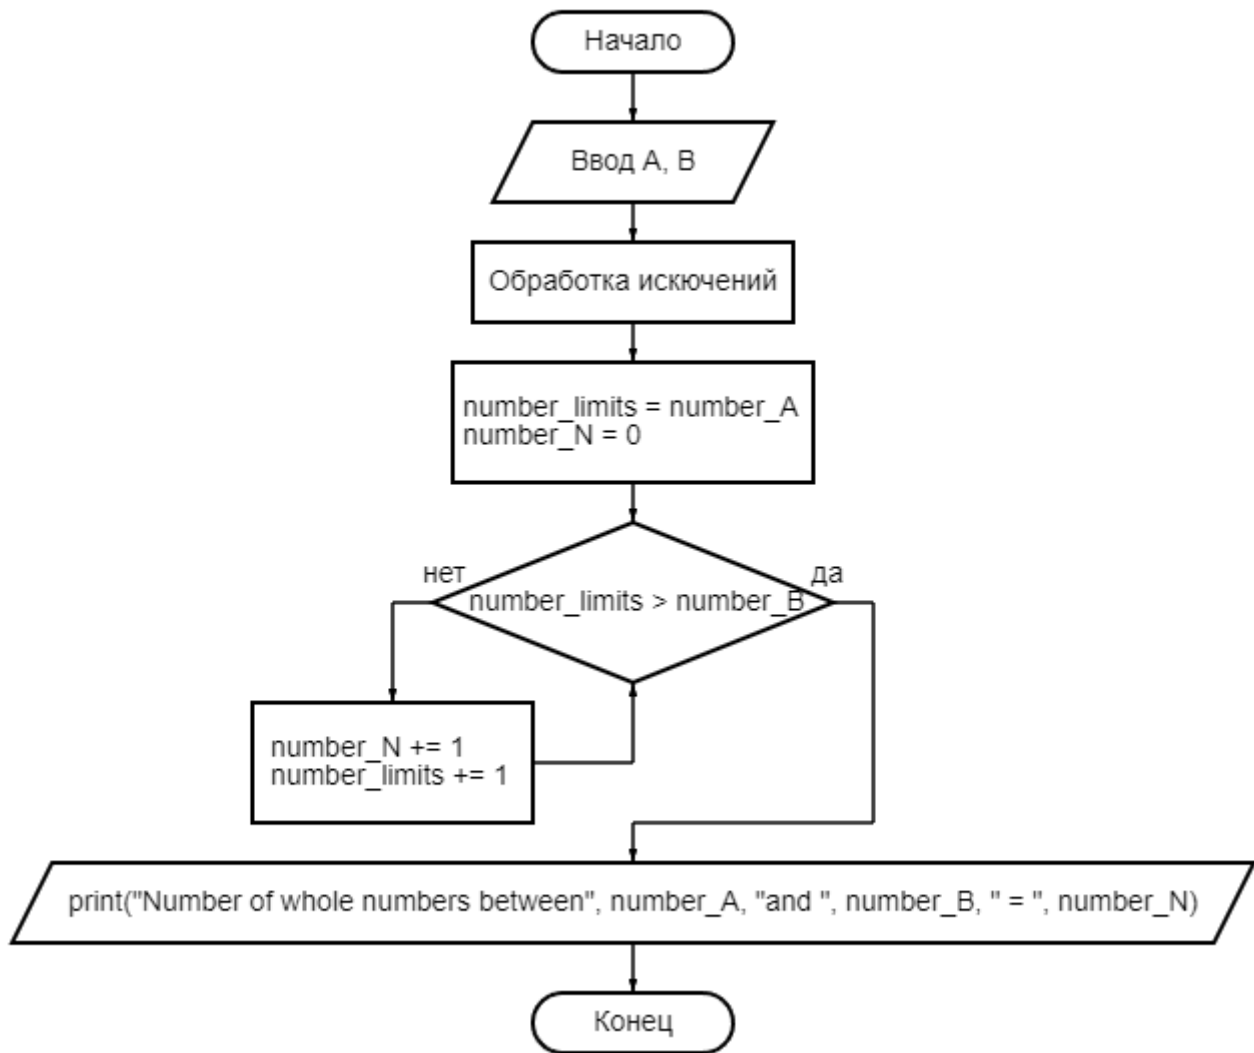 Начало
Ввод A, B
Обработка искючений
number_limits = number_A
number_N = 0
нет
да
number_limits > number_B
number_N += 1
number_limits += 1
print("Number of whole numbers between", number_A, "and ", number_B, " = ", number_N)
Конец